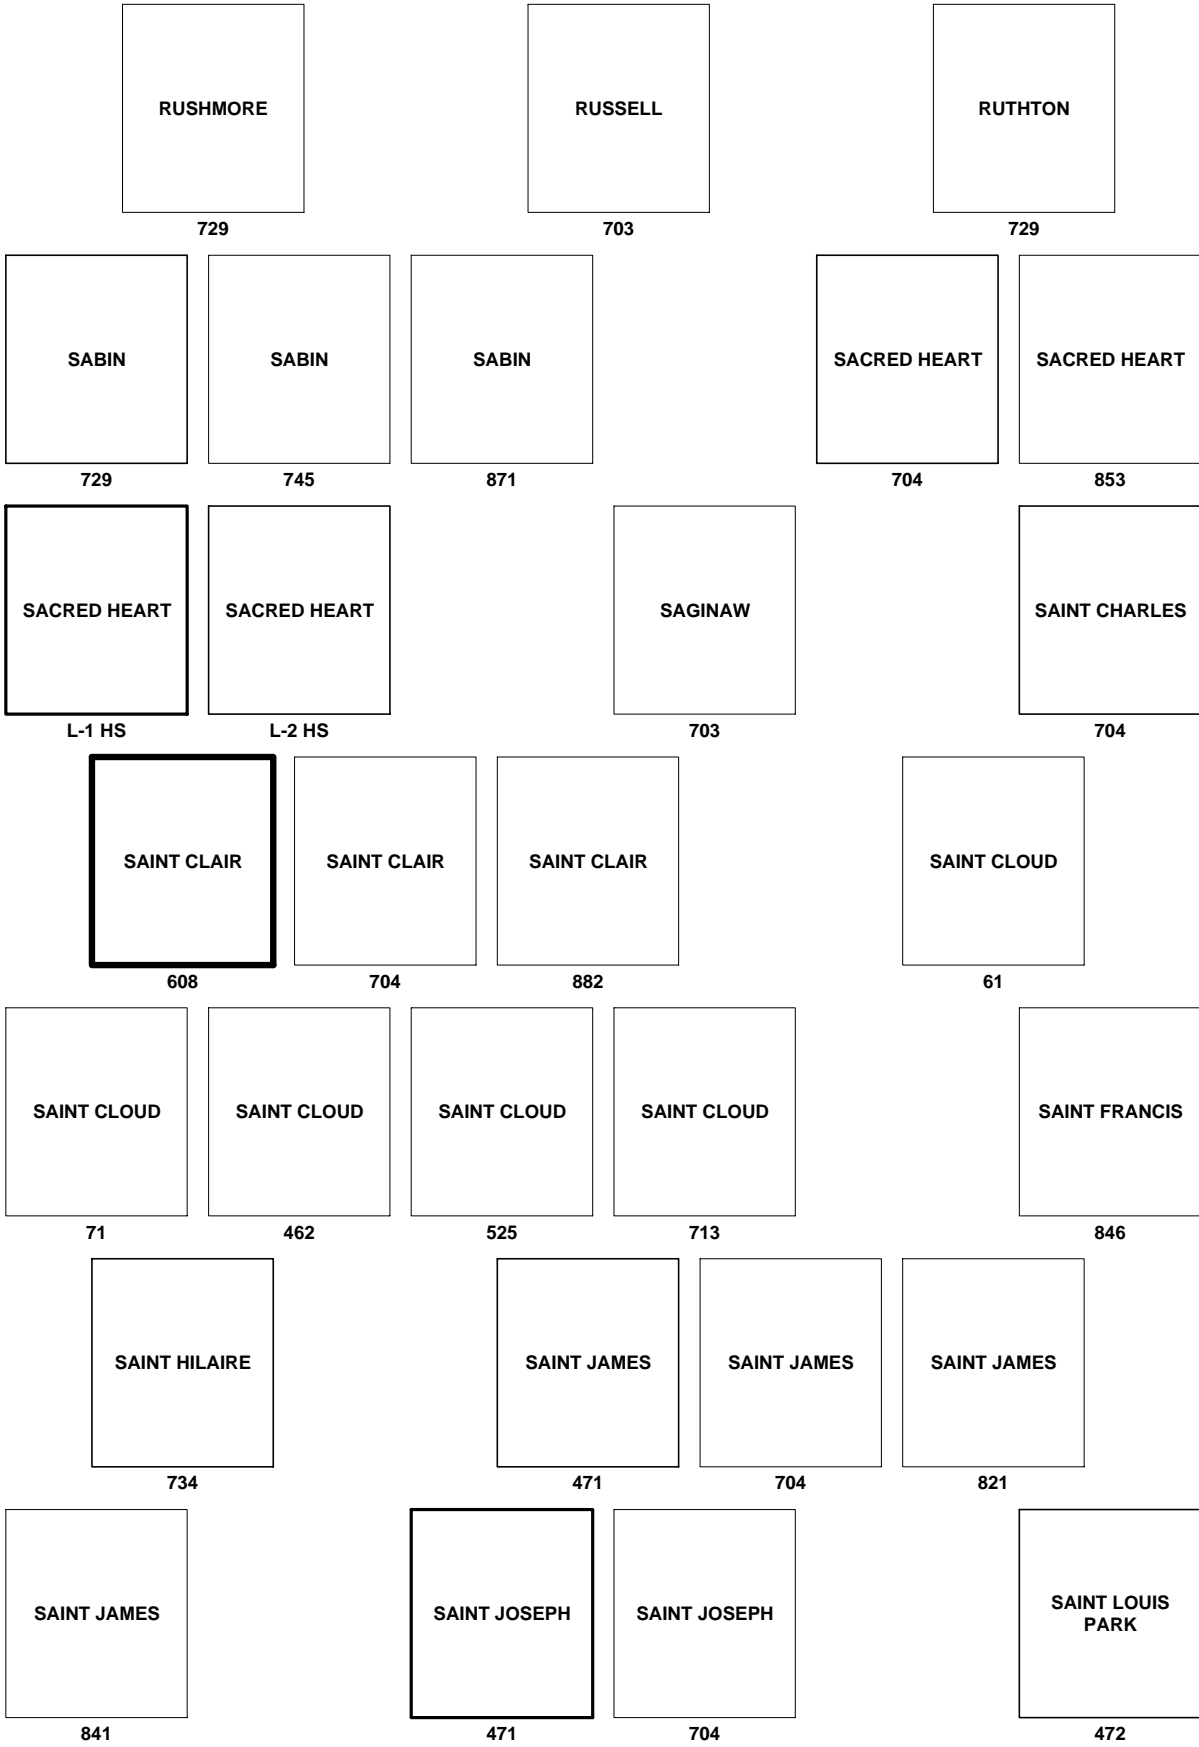 RUSHMORE
RUSSELL
RUTHTON
729
703
729
SABIN
SABIN
SABIN
SACRED HEART
SACRED HEART
729
745
871
704
853
SACRED HEART
SACRED HEART
SAGINAW
SAINT CHARLES
L-1 HS
L-2 HS
703
704
SAINT CLAIR
SAINT CLAIR
SAINT CLAIR
SAINT CLOUD
608
704
882
61
SAINT CLOUD
SAINT CLOUD
SAINT CLOUD
SAINT CLOUD
SAINT FRANCIS
71
462
525
713
846
SAINT HILAIRE
SAINT JAMES
SAINT JAMES
SAINT JAMES
734
471
704
821
SAINT JAMES
SAINT JOSEPH
SAINT JOSEPH
SAINT LOUIS
PARK
841
471
704
472